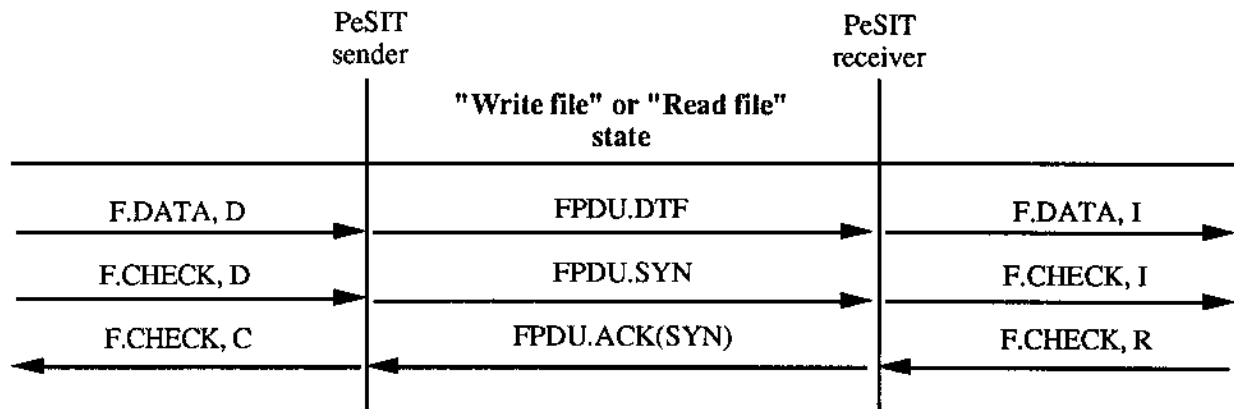 PeSIT
sender
PeSIT
receiver
"Write file" or "Read file"
state
F.DATA, D
FPDU.DTF
F.DATA, I
F.CHECK, D
FPDU.SYN
F.CHECK, I
F.CHECK, C
FPDU.ACK(SYN)
F.CHECK, R